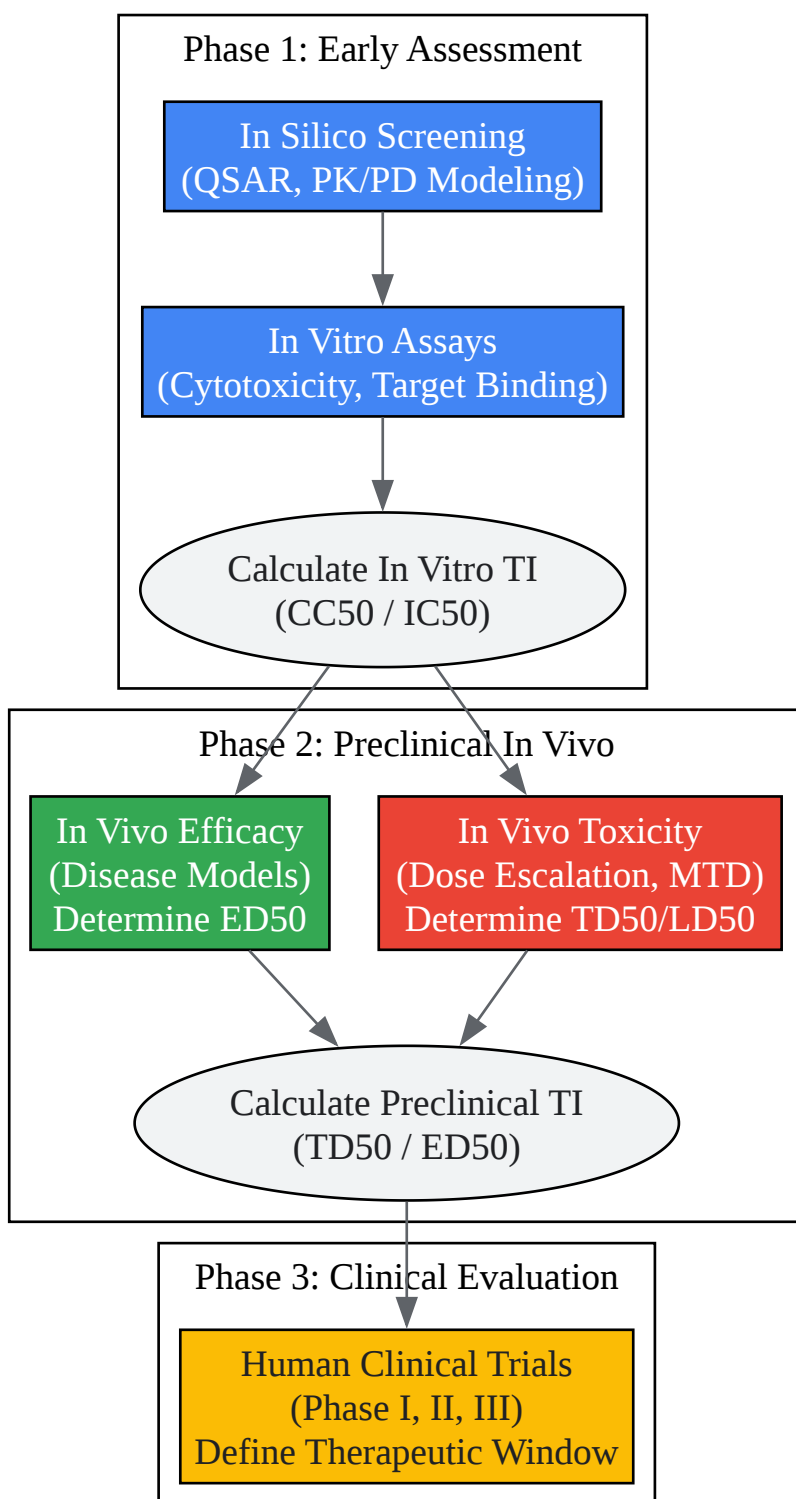 Phase 1: Early Assessment
In Silico Screening
(QSAR, PK/PD Modeling)
In Vitro Assays
(Cytotoxicity, Target Binding)
Calculate In Vitro TI
(CC50 / IC50)
Phase 2: Preclinical In Vivo
In Vivo Efficacy
(Disease Models)
Determine ED50
In Vivo Toxicity
(Dose Escalation, MTD)
Determine TD50/LD50
Calculate Preclinical TI
(TD50 / ED50)
Phase 3: Clinical Evaluation
Human Clinical Trials
(Phase I, II, III)
Define Therapeutic Window